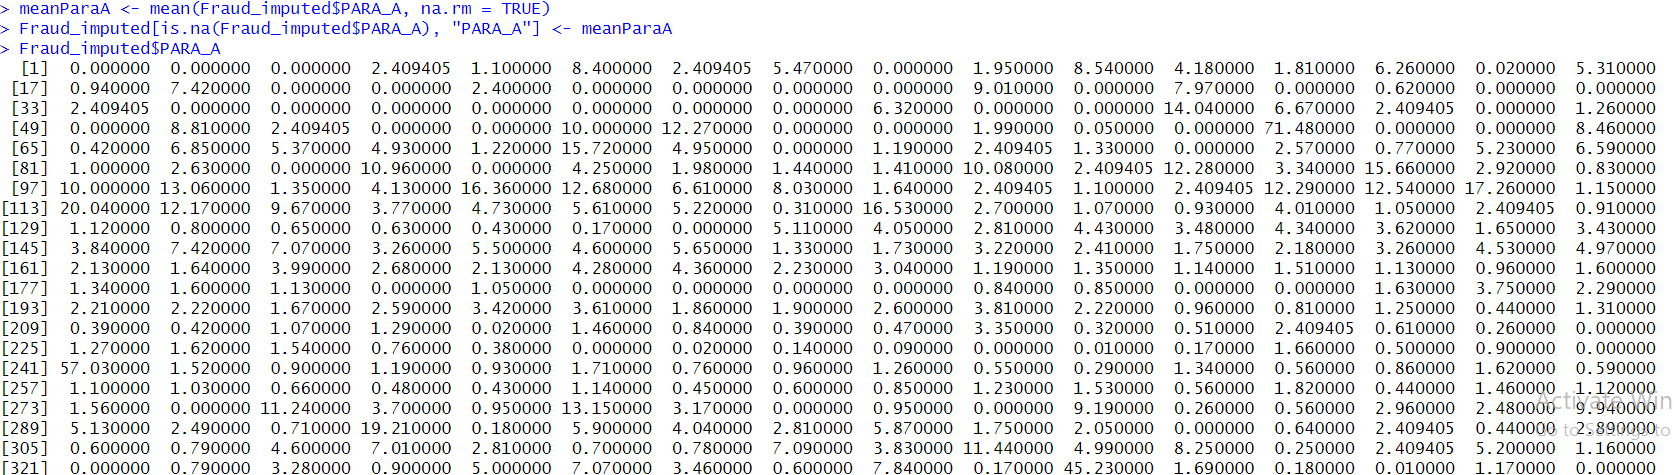 > meanParaA <- mean(Fraud_imputed$PARA_A, na.rm = TRUE)
> Fraud_imputed[is.na(Fraud_imputed$PARA_A), "PARA_A"] <- meanParaA
> Fraud_imputed$PARA_A
[1] 0.000000 0.000000 0.000000 2.409405 1.100000 8.400000 2.409405 5.470000 0.000000 1.950000 8.540000 4.180000 1.810000 6.260000 0.020000 5.310000
[17] 0.940000 7.420000 0.000000 0.000000 2.400000 0.000000 0.000000 0.000000 0.000000 9.010000 0.000000 7.970000 0.000000 0.620000 0.000000 0.000000
[33] 2.409405 0.000000 0.000000 0.000000 0.000000 0.000000 0.000000 0.000000 6.320000 0.000000 0.000000 14.040000 6.670000 2.409405 0.000000 1.260000
[49] 0.000000 8.810000 2.409405 0.000000 0.000000 10.000000 12.270000 0.000000 0.000000 1.990000 0.050000 0.000000 71.480000 0.000000 0.000000 8.460000
[65] 0.420000 6.850000 5.370000 4.930000 1.220000 15.720000 4.950000 0.000000 1.190000 2.409405 1.330000 0.000000 2.570000 0.770000 5.230000 6.590000
[81] 1.000000 2.630000 0.000000 10.960000 0.000000 4.250000 1.980000 1.440000 1.410000 10.080000 2.409405 12.280000 3.340000 15.660000 2.920000 0.830000
[97] 10.000000 13.060000 1.350000 4.130000 16.360000 12.680000 6.610000 8.030000 1.640000 2.409405 1.100000 2.409405 12.290000 12.540000 17.260000 1.150000
[113] 20.040000 12.170000 9.670000 3.770000 4.730000 5.610000 5.220000 0.310000 16.530000 2.700000 1.070000 0.930000 4.010000 1.050000 2.409405 0.910000
[129] 1.120000 0.800000 0.650000 0.630000 0.430000 0.170000 0.000000 5.110000 4.050000 2.810000 4.430000 3.480000 4.340000 3.620000 1.650000 3.430000
[145] 3.840000 7.420000 7.070000 3.260000 5.500000 4.600000 5.650000 1.330000 1.730000 3.220000 2.410000 1.750000 2.180000 3.260000 4.530000 4.970000
[161] 2.130000 1.640000 3.990000 2.680000 2.130000 4.280000 4.360000 2.230000 3.040000 1.190000 1.350000 1.140000 1.510000 1.130000 0.960000 1.600000
[177] 1.340000 1.600000 1.130000 0.000000 1.050000 0.000000 0.000000 0.000000 0.000000 0.840000 0.850000 0.000000 0.000000 1.630000 3.750000 2.290000
[193] 2.210000 2.220000 1.670000 2.590000 3.420000 3.610000 1.860000 1.900000 2.600000 3.810000 2.220000 0.960000 0.810000 1.250000 0.440000 1.310000
[209] 0.390000 0.420000 1.070000 1.290000 0.020000 1.460000 0.840000 0.390000 0.470000 3.350000 0.320000 0.510000 2.409405 0.610000 0.260000 0.000000
[225] 1.270000 1.620000 1.540000 0.760000 0.380000 0.000000 0.020000 0.140000 0.090000 0.000000 0.010000 0.170000 1.660000 0.500000 0.900000 0.000000
[241] 57.030000 1.520000 0.900000 1.190000 0.930000 1.710000 0.760000 0.960000 1.260000 0.550000 0.290000 1.340000 0.560000 0.860000 1.620000 0.590000
[257] 1.100000 1.030000 0.660000 0.480000 0.430000 1.140000 0.450000 0.600000 0.850000 1.230000 1.530000 0.560000 1.820000 0.440000 1.460000 1.120000
[273] 1.560000 0.000000 11.240000 3.700000 0.950000 13.150000 3.170000 0.000000 0.950000 0.000000 9.190000 0.260000 0.560000 2.960000 2.480000 9.940000
[289] 5.130000 2.490000 0.710000 19.210000 0.180000 5.900000 4.040000 2.810000 5.870000 1.750000 2.050000 0.000000 0.640000 2.409405 0.440000 2.890000
[305] 0.600000 0.790000 4.600000 7.010000 2.810000 0.700000 0.780000 7.090000 3.830000 11.440000 4.990000 8.250000 0.250000 2.409405 5.200000 1.160000
[321] 0.000000 0.790000 3.280000 0.900000 5.000000 7.070000 3.460000 0.600000 7.840000 0.170000 45.230000 1.690000 0.180000 0.010000 1.170000 0.000000
Activate Win
Go to Settings to